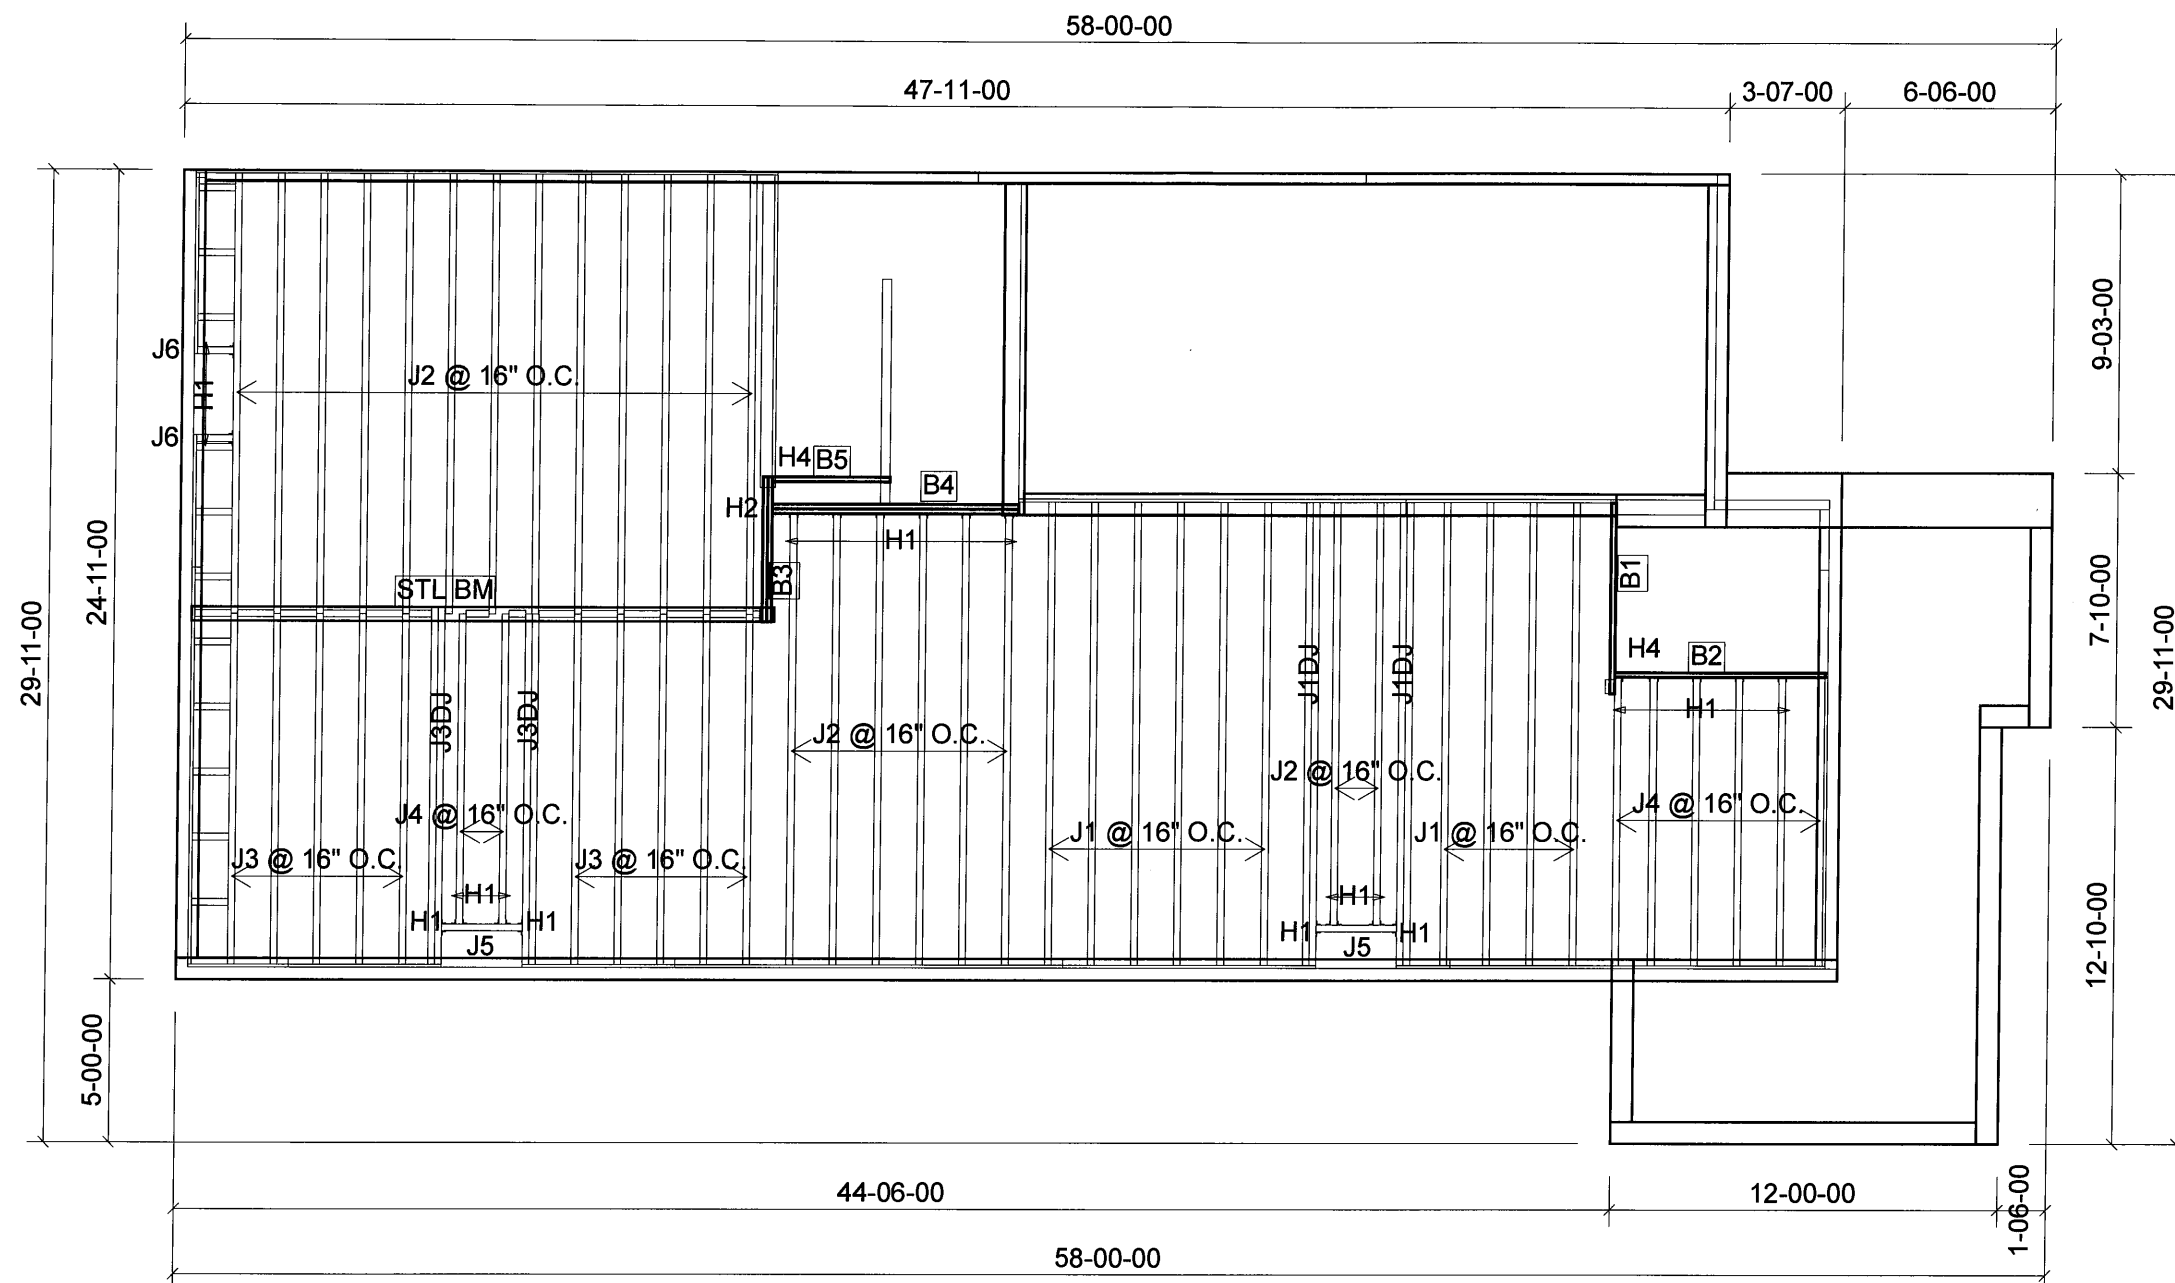 58-00-00
47-11-00
3-07-00
6-06-00
29-11-00
24-11-00
5-00-00
9-03-00
7-10-00
12-10-00
29-11-00
J6
H1
J6
J2 @ 16" O.C.
H4 B5
B4
H2
H1
B3
STL BM
B1
H4 B2
H1
J3DJ
J3DJ
J1DJ
J1DJ
J2 @ 16" O.C.
J2 @ 16" O.C.
J4 @ 16" O.C.
J4 @ 16" O.C.
J1 @ 16" O.C.
J1 @ 16" O.C.
J3 @ 16" O.C.
J3 @ 16" O.C.
H1
H1
H1
H1
J5
H1
H1
J5
44-06-00
12-00-00
1-06-00
58-00-00